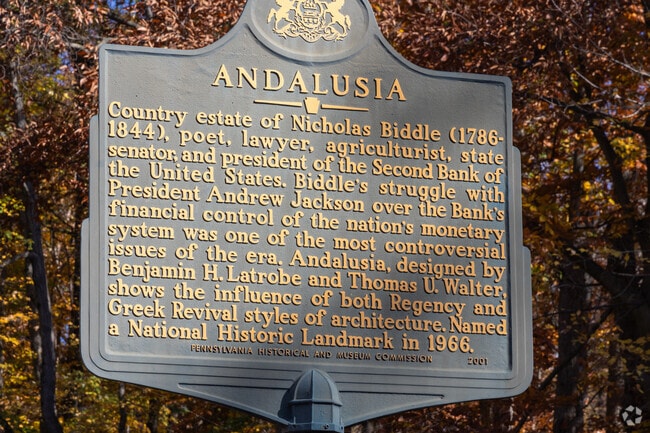 ANDALUSIA
Country estate of Nicholas Biddle (1786-
1844), poet, lawyer, agriculturist, state
senator, and president of the Second Bank of
the United States. Biddle's struggle with
President Andrew Jackson over the Bank's
financial control of the nation's monetary
system was one of the most controversial
issues of the era. Andalusia, designed by
Benjamin H. Latrobe and Thomas U. Walter,
shows the influence of both Regency and
Greek Revival styles of architecture. Named
a National Historic Landmark in 1966.
PENNSYLVANIA HISTORICAL AND MUSEUM COMMISSION 2001